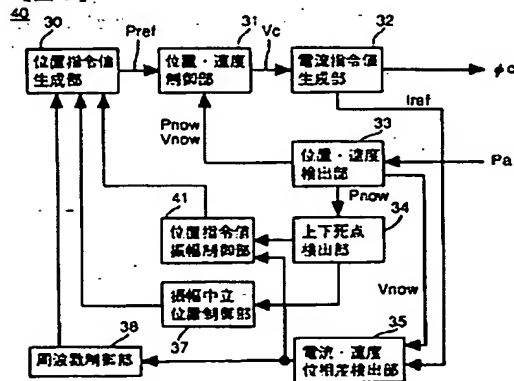 40
30
位置指令値
生成部
Pref
31
位置・速度
制御部
Vc
32
電流指令値
生成部
φc
Iref
Pnow
Vnow
33
位置・速度
検出部
Pa
Pnow
41
位置指令値
振幅制御部
34
上下死点
検出部
Vnow
振幅中立
位置制御部
37
38
周波数制御部
35
電流・速度
位相差検出部